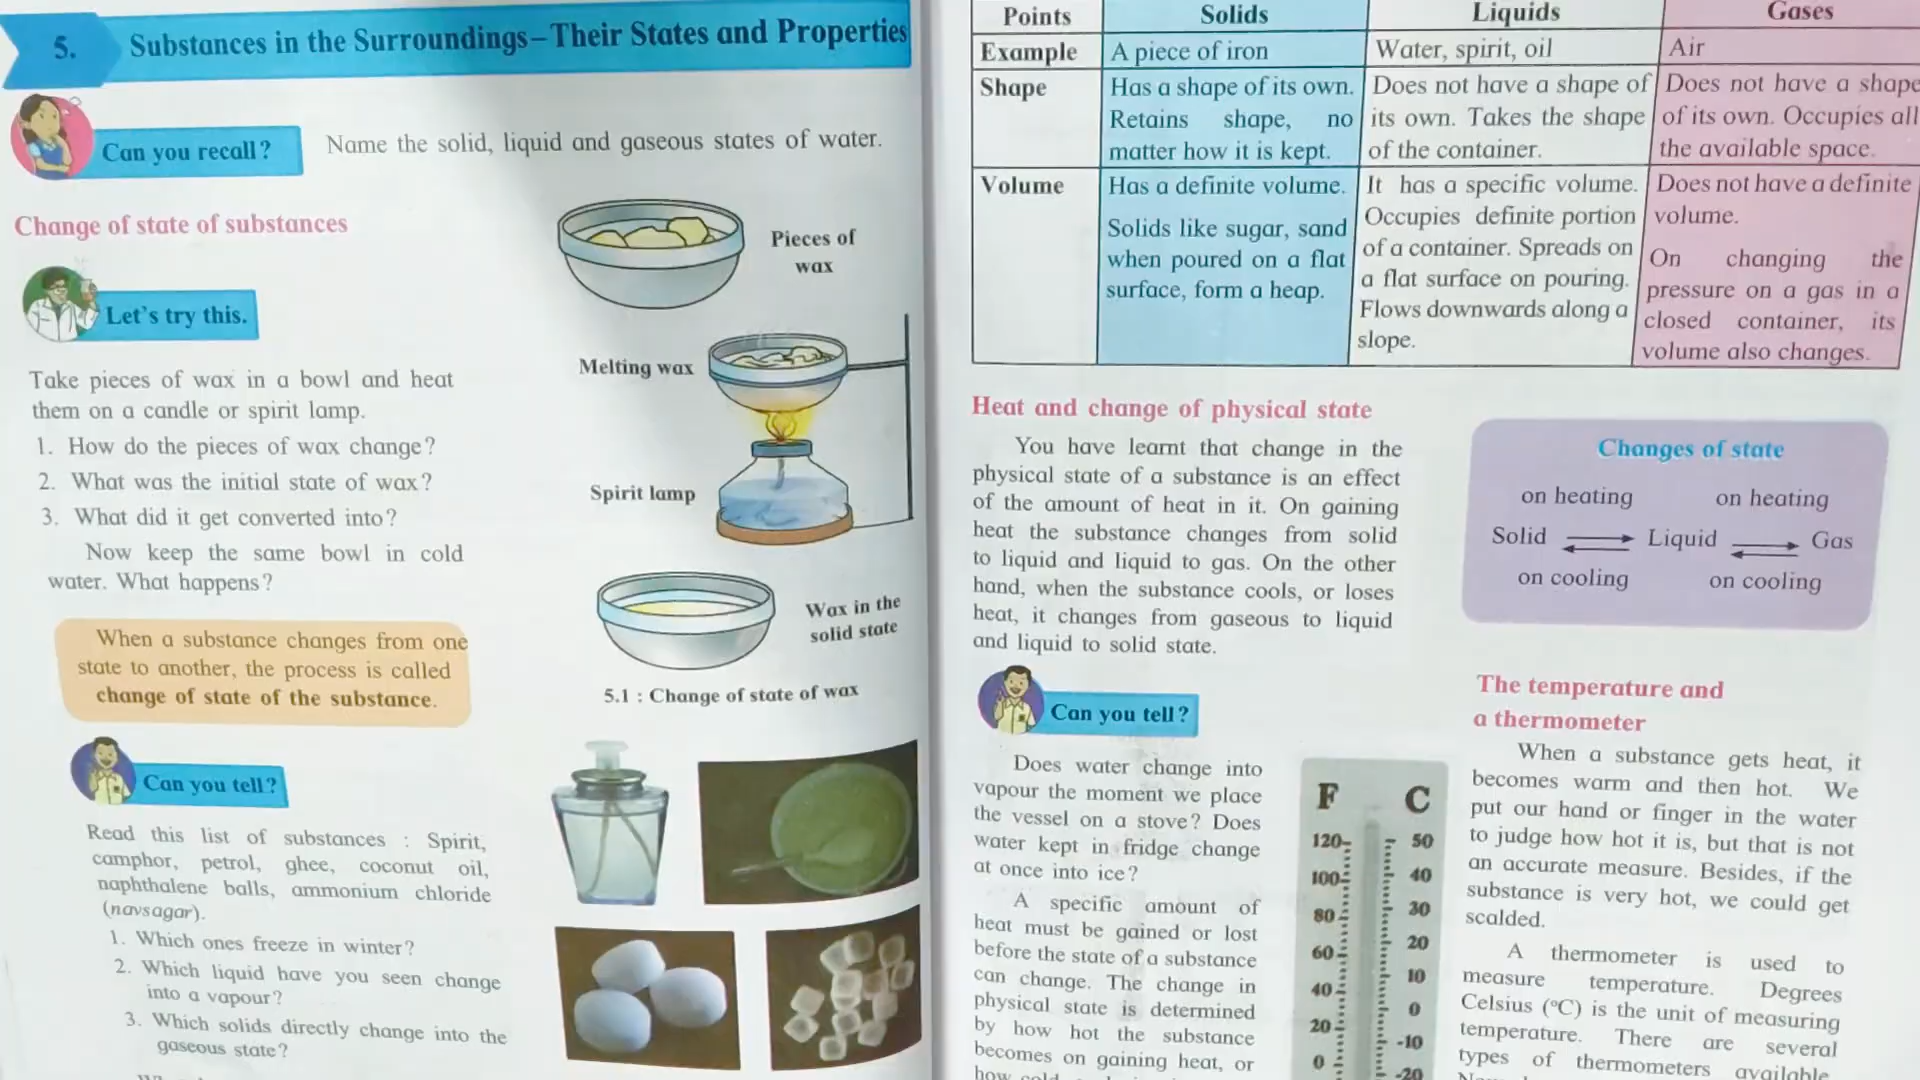 5. Substances in the Surroundings–Their States and Properties
Can you recall?
Name the solid, liquid and gaseous states of water.
Change of state of substances
Let's try this.
Take pieces of wax in a bowl and heat
them on a candle or spirit lamp.
1. How do the pieces of wax change?
2. What was the initial state of wax?
3. What did it get converted into?
Now keep the same bowl in cold
water. What happens?
When a substance changes from one
state to another, the process is called
change of state of the substance.
Can you tell?
Read this list of substances : Spirit,
camphor, petrol, ghee, coconut oil,
naphthalene balls, ammonium chloride
(navsagar).
1. Which ones freeze in winter?
2. Which liquid have you seen change
into a vapour?
3. Which solids directly change into the
gaseous state?
Pieces of
wax
Melting wax
Spirit lamp
Wax in the
solid state
5.1 : Change of state of wax
Points Solids Liquids Gases
Example A piece of iron Water, spirit, oil Air
Shape Has a shape of its own. Does not have a shape of Does not have a shape
Retains shape, no its own. Takes the shape of its own. Occupies all
matter how it is kept. of the container. the available space.
Volume Has a definite volume. It has a specific volume. Does not have a definite
Occupies definite portion volume.
Solids like sugar, sand of a container. Spreads on
when poured on a flat a flat surface on pouring. On changing the
surface, form a heap. Flows downwards along a pressure on a gas in a
slope. closed container, its
volume also changes.
Heat and change of physical state
You have learnt that change in the
physical state of a substance is an effect
of the amount of heat in it. On gaining
heat the substance changes from solid
to liquid and liquid to gas. On the other
hand, when the substance cools, or loses
heat, it changes from gaseous to liquid
and liquid to solid state.
Changes of state
on heating on heating
Solid Liquid Gas
on cooling on cooling
Can you tell?
Does water change into
vapour the moment we place
the vessel on a stove? Does
water kept in fridge change
at once into ice?
A specific amount of
heat must be gained or lost
before the state of a substance
can change. The change in
physical state is determined
by how hot the substance
becomes on gaining heat, or
how
F C
120 50
100 40
80 30
60 20
40 10
20 0
0 -10
-20
The temperature and
a thermometer
When a substance gets heat, it
becomes warm and then hot. We
put our hand or finger in the water
to judge how hot it is, but that is not
an accurate measure. Besides, if the
substance is very hot, we could get
scalded.
A thermometer is used to
measure temperature. Degrees
Celsius (°C) is the unit of measuring
temperature. There are several
types of thermometers available.